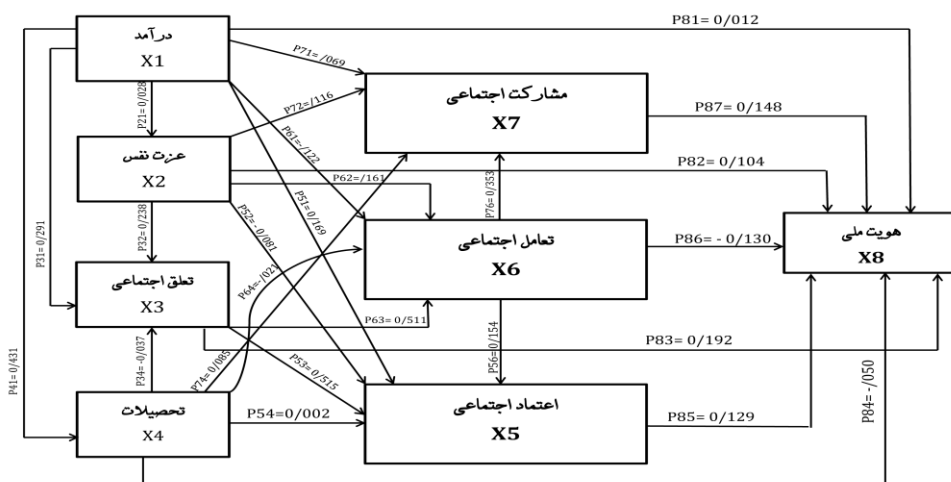 درآمد
X1
P81= 0/012
P71= /069
مشارکت اجتماعی
X7
P87= 0/148
P21= 0/028
P72= /116
P61=-/122
عزت نفس
X2
P82= 0/104
P62=/161
P51= 0/169
P76= 0/353
P31= 0/291
P32= 0/238
P52=- 0/081
تعامل اجتماعی
X6
P86= - 0/130
هویت ملی
X8
تعلق اجتماعی
X3
P64=-/021
P63= 0/511
P83= 0/192
P56= 0/154
P41= 0/431
P34= -0/037
P74= 0/085
P53= 0/515
P84= -/050
تحصیلات
X4
P54=0/002
اعتماد اجتماعی
X5
P85= 0/129